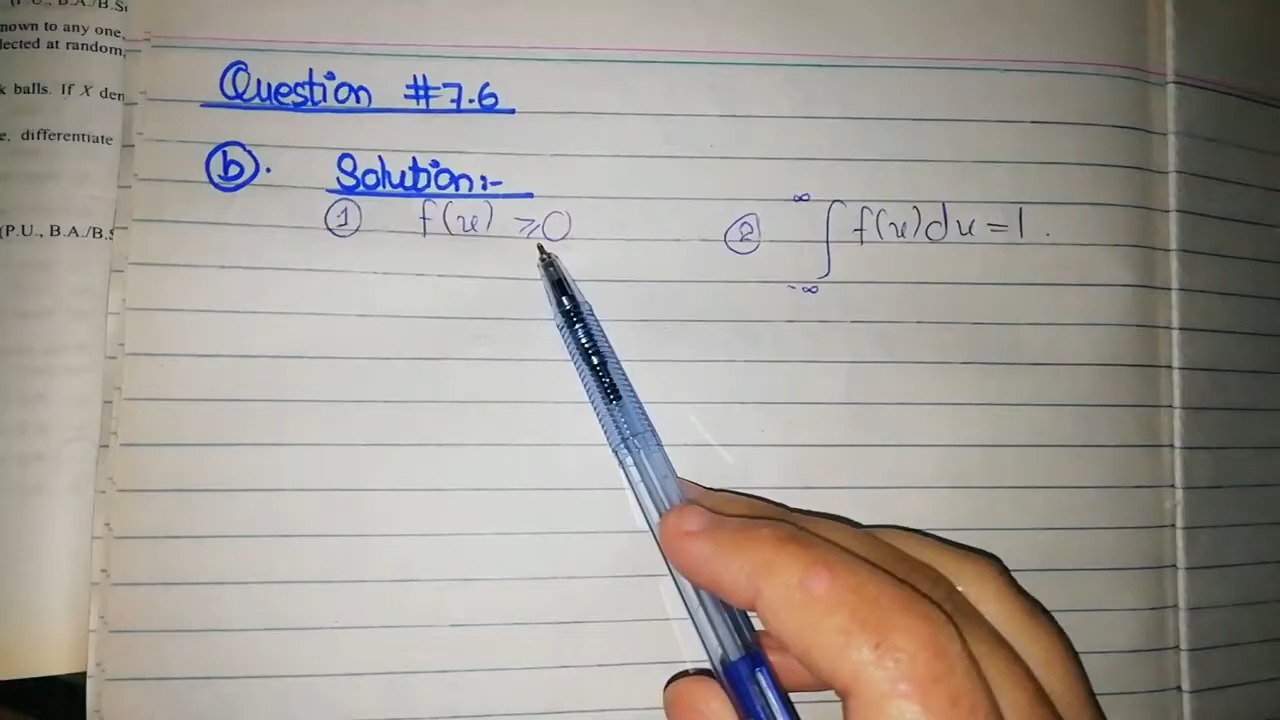 (P.U., B.A./B.S
nown to any one,
lected at random,
k balls. If X den
e, differentiate
(P.U., B.A./B.S
Question #7.6
(b). Solution:-
① f(x) ≥0 ② ∫ f(x)dx=1.
∞
-∞